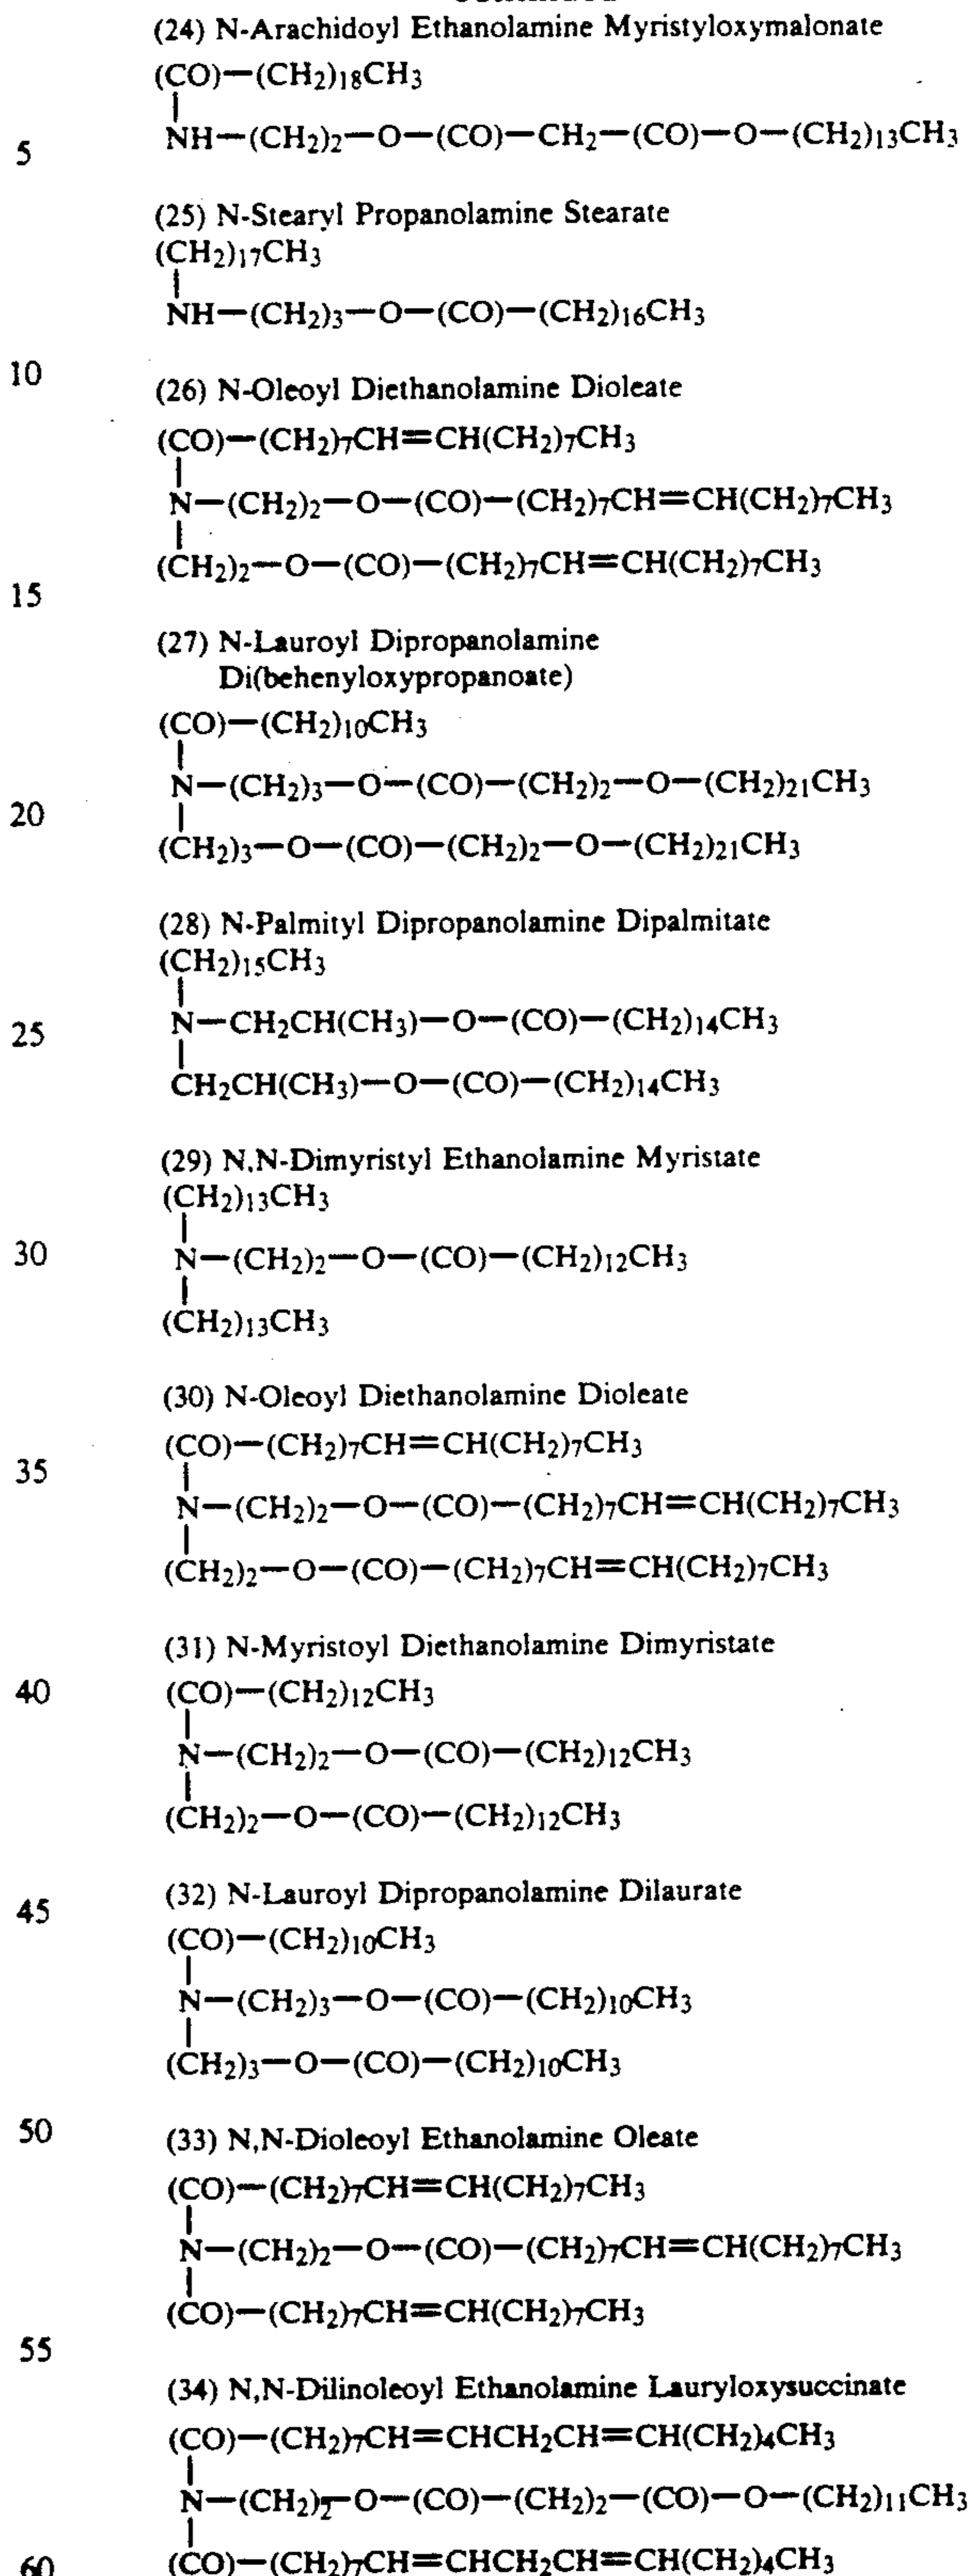 (24) N-Arachidoyl Ethanolamine Myristyloxymalonate
(CO)—(CH2)18CH3
|
5 NH—(CH2)2—O—(CO)—CH2—(CO)—O—(CH2)13CH3
(25) N-Stearyl Propanolamine Stearate
(CH2)17CH3
|
NH—(CH2)3—O—(CO)—(CH2)16CH3
10
(26) N-Oleoyl Diethanolamine Dioleate
(CO)—(CH2)7CH=CH(CH2)7CH3
|
N—(CH2)2—O—(CO)—(CH2)7CH=CH(CH2)7CH3
|
(CH2)2—O—(CO)—(CH2)7CH=CH(CH2)7CH3
15
(27) N-Lauroyl Dipropanolamine
Di(behenyloxypropanoate)
(CO)—(CH2)10CH3
|
N—(CH2)3—O—(CO)—(CH2)2—O—(CH2)21CH3
20 |
(CH2)3—O—(CO)—(CH2)2—O—(CH2)21CH3
(28) N-Palmityl Dipropanolamine Dipalmitate
(CH2)15CH3
|
25 N—CH2CH(CH3)—O—(CO)—(CH2)14CH3
|
CH2CH(CH3)—O—(CO)—(CH2)14CH3
(29) N,N-Dimyristyl Ethanolamine Myristate
(CH2)13CH3
|
30 N—(CH2)2—O—(CO)—(CH2)12CH3
|
(CH2)13CH3
(30) N-Oleoyl Diethanolamine Dioleate
(CO)—(CH2)7CH=CH(CH2)7CH3
35 |
N—(CH2)2—O—(CO)—(CH2)7CH=CH(CH2)7CH3
|
(CH2)2—O—(CO)—(CH2)7CH=CH(CH2)7CH3
(31) N-Myristoyl Diethanolamine Dimyristate
40 (CO)—(CH2)12CH3
|
N—(CH2)2—O—(CO)—(CH2)12CH3
|
(CH2)2—O—(CO)—(CH2)12CH3
45 (32) N-Lauroyl Dipropanolamine Dilaurate
(CO)—(CH2)10CH3
|
N—(CH2)3—O—(CO)—(CH2)10CH3
|
(CH2)3—O—(CO)—(CH2)10CH3
50 (33) N,N-Dioleoyl Ethanolamine Oleate
(CO)—(CH2)7CH=CH(CH2)7CH3
|
N—(CH2)2—O—(CO)—(CH2)7CH=CH(CH2)7CH3
|
(CO)—(CH2)7CH=CH(CH2)7CH3
55
(34) N,N-Dilinoleoyl Ethanolamine Lauryloxysuccinate
(CO)—(CH2)7CH=CHCH2CH=CH(CH2)4CH3
|
N—(CH2)2—O—(CO)—(CH2)2—(CO)—O—(CH2)11CH3
|
60 (CO)—(CH2)7CH=CHCH2CH=CH(CH2)4CH3